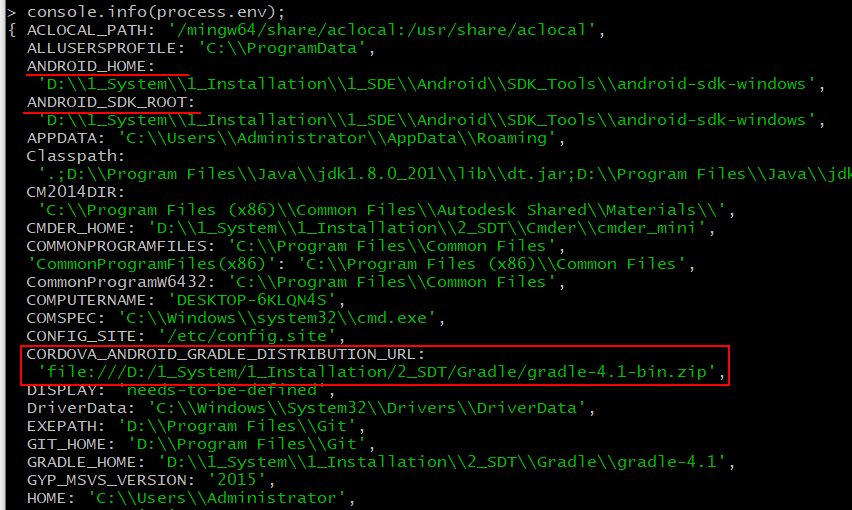 > console.info(process.env);
{ ACLOCAL_PATH: '/mingw64/share/aclocal:/usr/share/aclocal',
ALLUSERSPROFILE: 'C:\\ProgramData',
ANDROID_HOME:
'D:\\1_System\\1_Installation\\1_SDE\\Android\\SDK_Tools\\android-sdk-windows',
ANDROID_SDK_ROOT:
'D:\\1_System\\1_Installation\\1_SDE\\Android\\SDK_Tools\\android-sdk-windows',
APPDATA: 'C:\\Users\\Administrator\\AppData\\Roaming',
Classpath:
'.;D:\\Program Files\\Java\\jdk1.8.0_201\\lib\\dt.jar;D:\\Program Files\\Java\\jdk
CM2014DIR:
'C:\\Program Files (x86)\\Common Files\\Autodesk Shared\\Materials\\',
CMDER_HOME: 'D:\\1_System\\1_Installation\\2_SDT\\Cmder\\cmder_mini',
COMMONPROGRAMFILES: 'C:\\Program Files\\Common Files',
'CommonProgramFiles(x86)': 'C:\\Program Files (x86)\\Common Files',
CommonProgramW6432: 'C:\\Program Files\\Common Files',
COMPUTERNAME: 'DESKTOP-6KLQN4S',
COMSPEC: 'C:\\Windows\\system32\\cmd.exe',
CONFIG_SITE: '/etc/config.site',
CORDOVA_ANDROID_GRADLE_DISTRIBUTION_URL:
'file:///D:/1_System/1_Installation/2_SDT/Gradle/gradle-4.1-bin.zip',
DISPLAY: 'needs-to-be-defined',
DriverData: 'C:\\Windows\\System32\\Drivers\\DriverData',
EXEPATH: 'D:\\Program Files\\Git',
GIT_HOME: 'D:\\Program Files\\Git',
GRADLE_HOME: 'D:\\1_System\\1_Installation\\2_SDT\\Gradle\\gradle-4.1',
GYP_MSVS_VERSION: '2015',
HOME: 'C:\\Users\\Administrator',